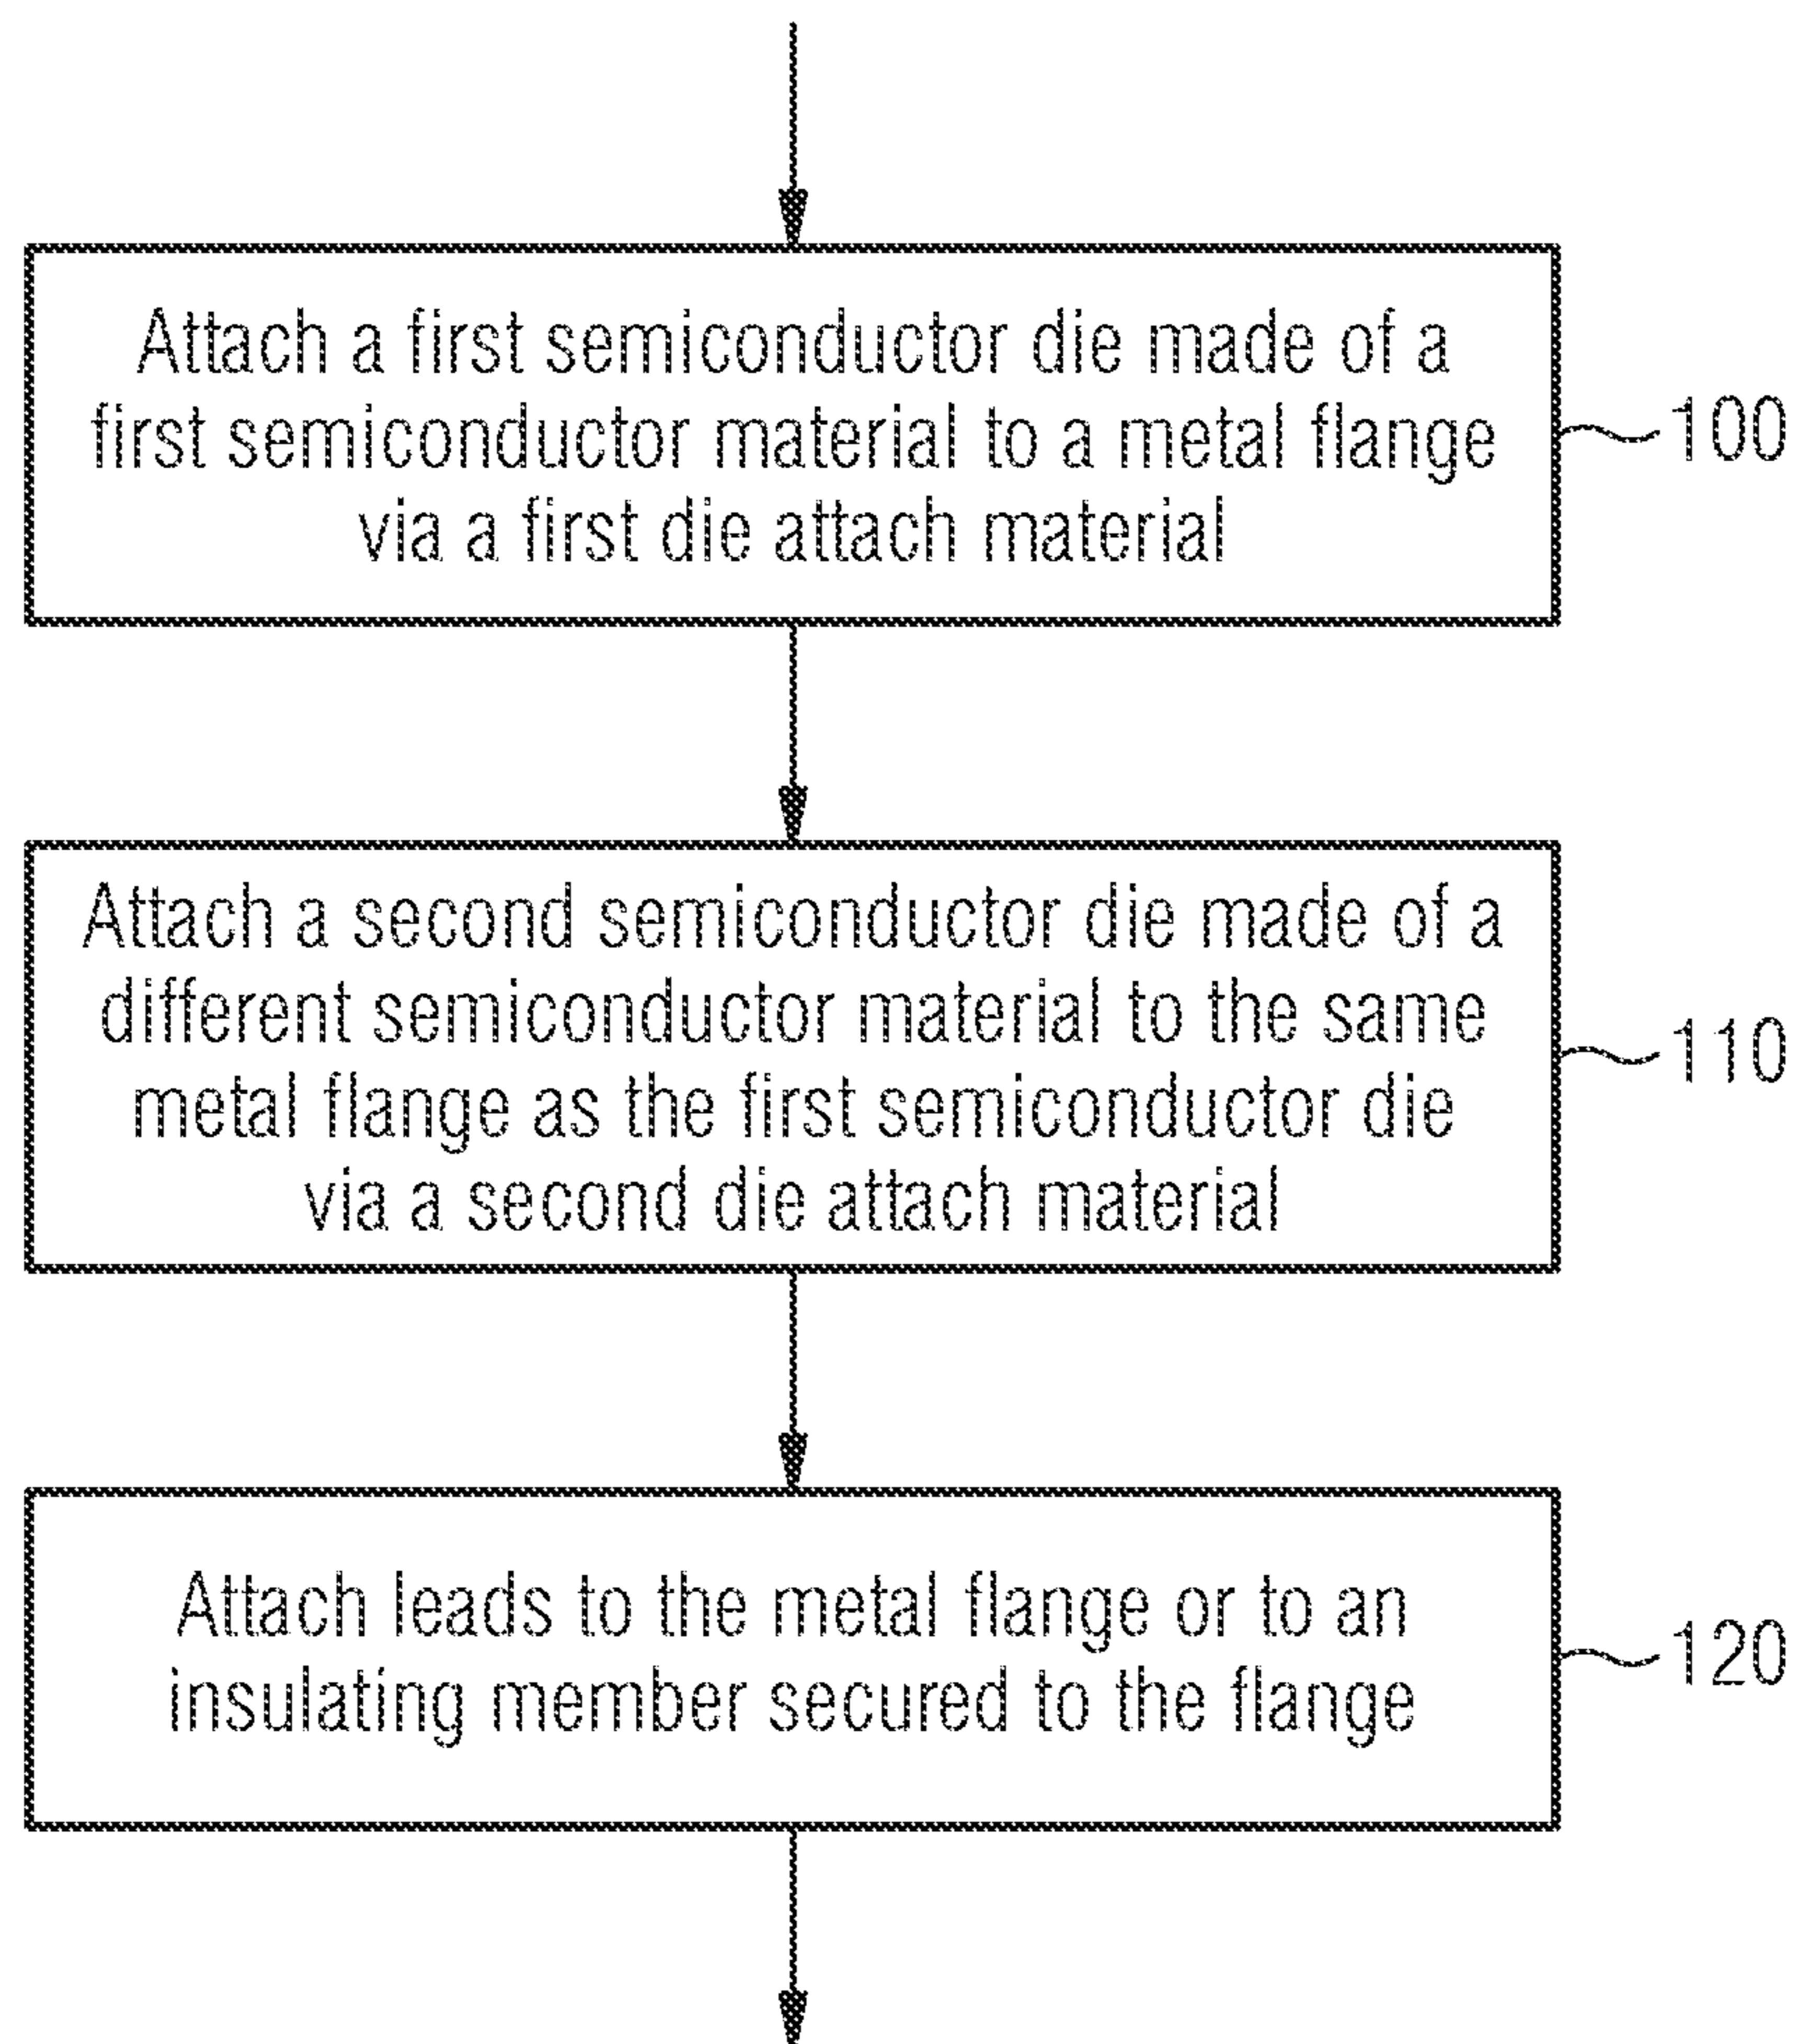 Attach a first semiconductor die made of a
first semiconductor material to a metal flange
via a first die attach material
100
Attach a second semiconductor die made of a
different semiconductor material to the same
metal flange as the first semiconductor die
via a second die attach material
110
Attach leads to the metal flange or to an
insulating member secured to the flange
120